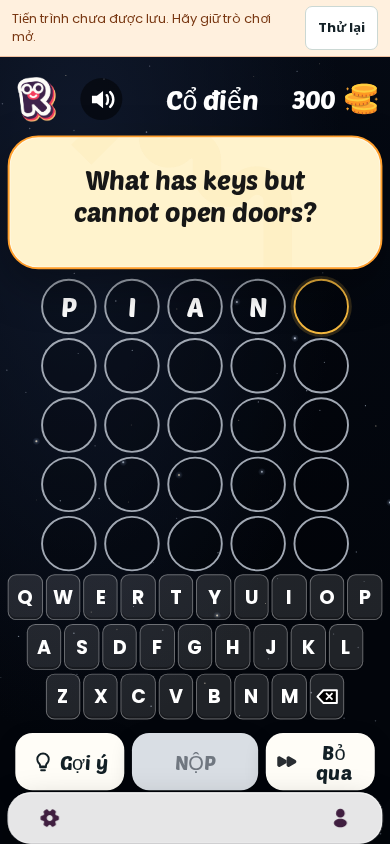 Tiến trình chưa được lưu. Hãy giữ trò chơi
mở.
Thử lại
R
Cổ điển
300
What has keys but
cannot open doors?
P I A N
Q W E R T Y U I O P
A S D F G H J K L
Z X C V B N M
Gợi ý
NỘP
Bỏ
qua